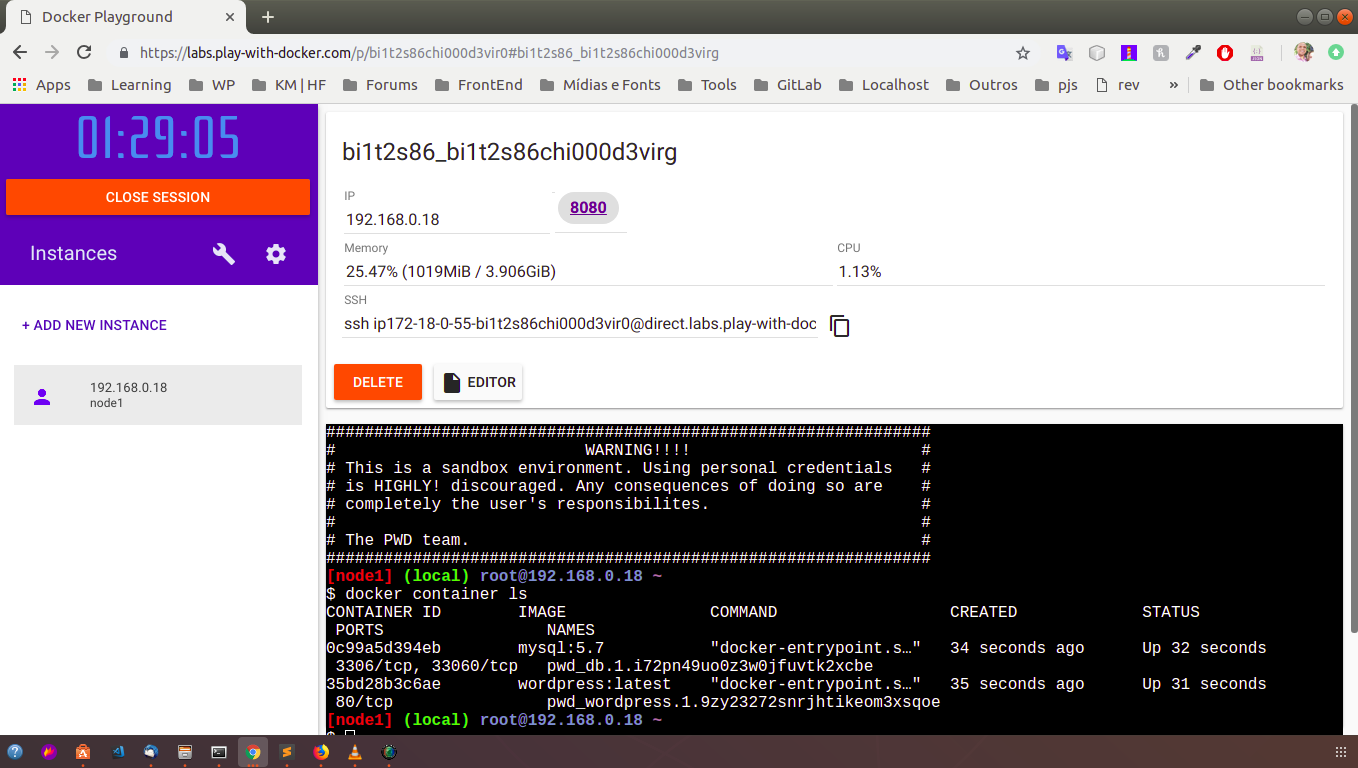 Docker Playground
https://labs.play-with-docker.com/p/bi1t2s86chi000d3vir0#bi1t2s86_bi1t2s86chi000d3virg
Apps Learning WP KM | HF Forums FrontEnd Mídias e Fonts Tools GitLab Localhost Outros pjs rev » Other bookmarks
01:29:05
CLOSE SESSION
Instances
+ ADD NEW INSTANCE
192.168.0.18
node1
bi1t2s86_bi1t2s86chi000d3virg
IP
192.168.0.18
8080
Memory
25.47% (1019MiB / 3.906GiB)
CPU
1.13%
SSH
ssh ip172-18-0-55-bi1t2s86chi000d3vir0@direct.labs.play-with-doc
DELETE
EDITOR
###############################################################
#                          WARNING!!!!                        #
# This is a sandbox environment. Using personal credentials   #
# is HIGHLY! discouraged. Any consequences of doing so are    #
# completely the user's responsibilites.                      #
#                                                             #
# The PWD team.                                               #
###############################################################
[node1] (local) root@192.168.0.18 ~
$ docker container ls
CONTAINER ID        IMAGE               COMMAND                  CREATED             STATUS
 PORTS                 NAMES
0c99a5d394eb        mysql:5.7           "docker-entrypoint.s…"   34 seconds ago      Up 32 seconds
 3306/tcp, 33060/tcp   pwd_db.1.i72pn49uo0z3w0jfuvtk2xcbe
35bd28b3c6ae        wordpress:latest    "docker-entrypoint.s…"   35 seconds ago      Up 31 seconds
 80/tcp                pwd_wordpress.1.9zy23272snrjhtikeom3xsqoe
[node1] (local) root@192.168.0.18 ~
$